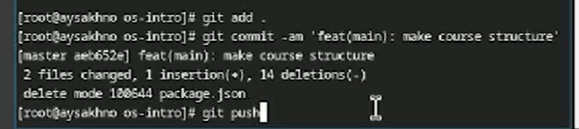 [root@aysakhno os-intro]# git add .
[root@aysakhno os-intro]# git commit -am 'feat(main): make course structure'
[master aeb652e] feat(main): make course structure
2 files changed, 1 insertion(+), 14 deletions(-)
delete mode 100644 package.json
[root@aysakhno os-intro]# git push